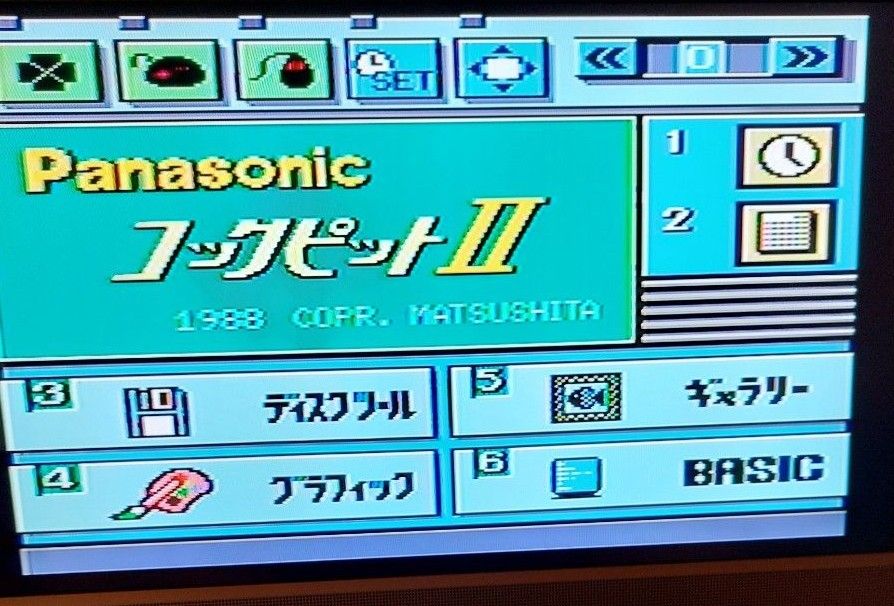 SET
≪ 0 ≫
Panasonic
コックピットII
1988 COPR. MATSUSHITA
1
2
3 ディスクツール
4 グラフィック
5 ギャラリー
6 BASIC